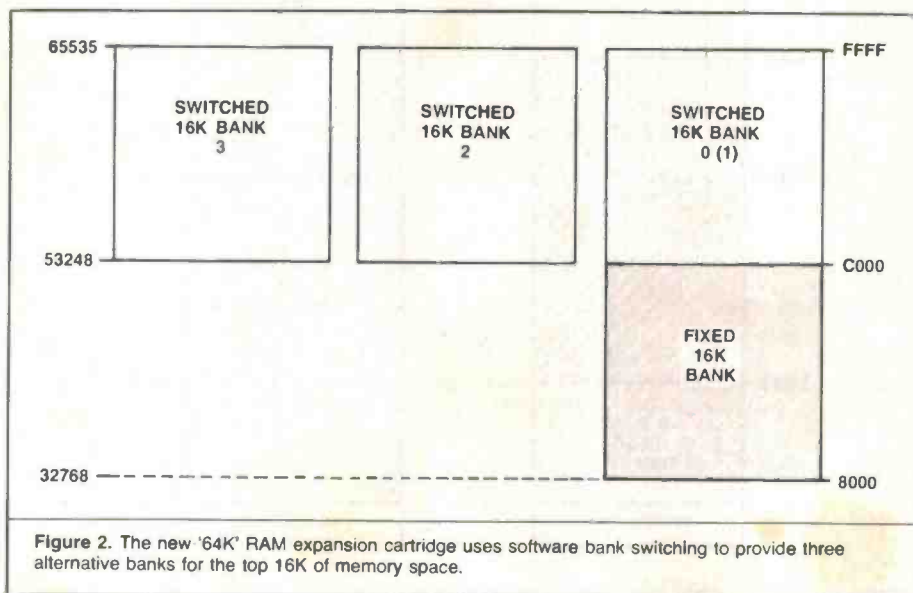 65535
FFFF
SWITCHED
16K BANK
3
SWITCHED
16K BANK
2
SWITCHED
16K BANK
0 (1)
53248
C000
FIXED
16K
BANK
32768
8000
Figure 2. The new '64K' RAM expansion cartridge uses software bank switching to provide three
alternative banks for the top 16K of memory space.